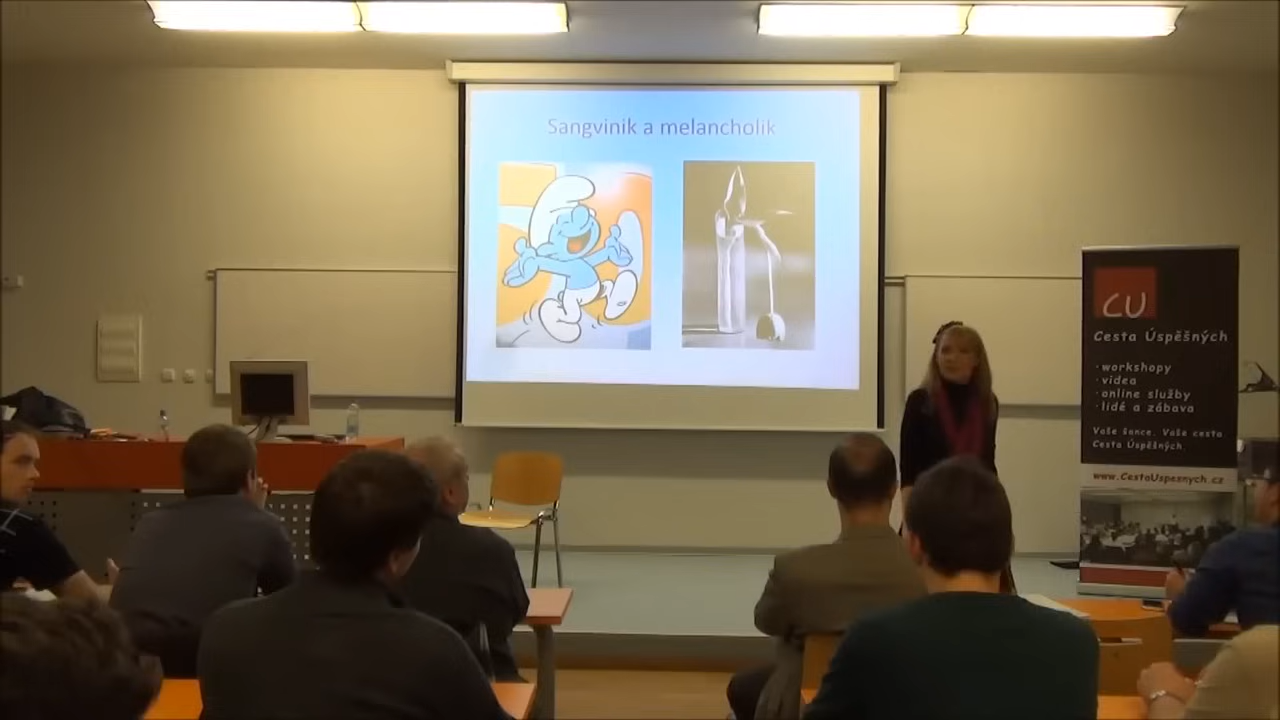 Sangvinik a melancholik
CU
Cesta Úspěšných
· workshopy
· videa
· online služby
· lidé a zábava
Vaše šance. Vaše cesta
Cesta Úspěšných.
www.CestaUspesnych.cz